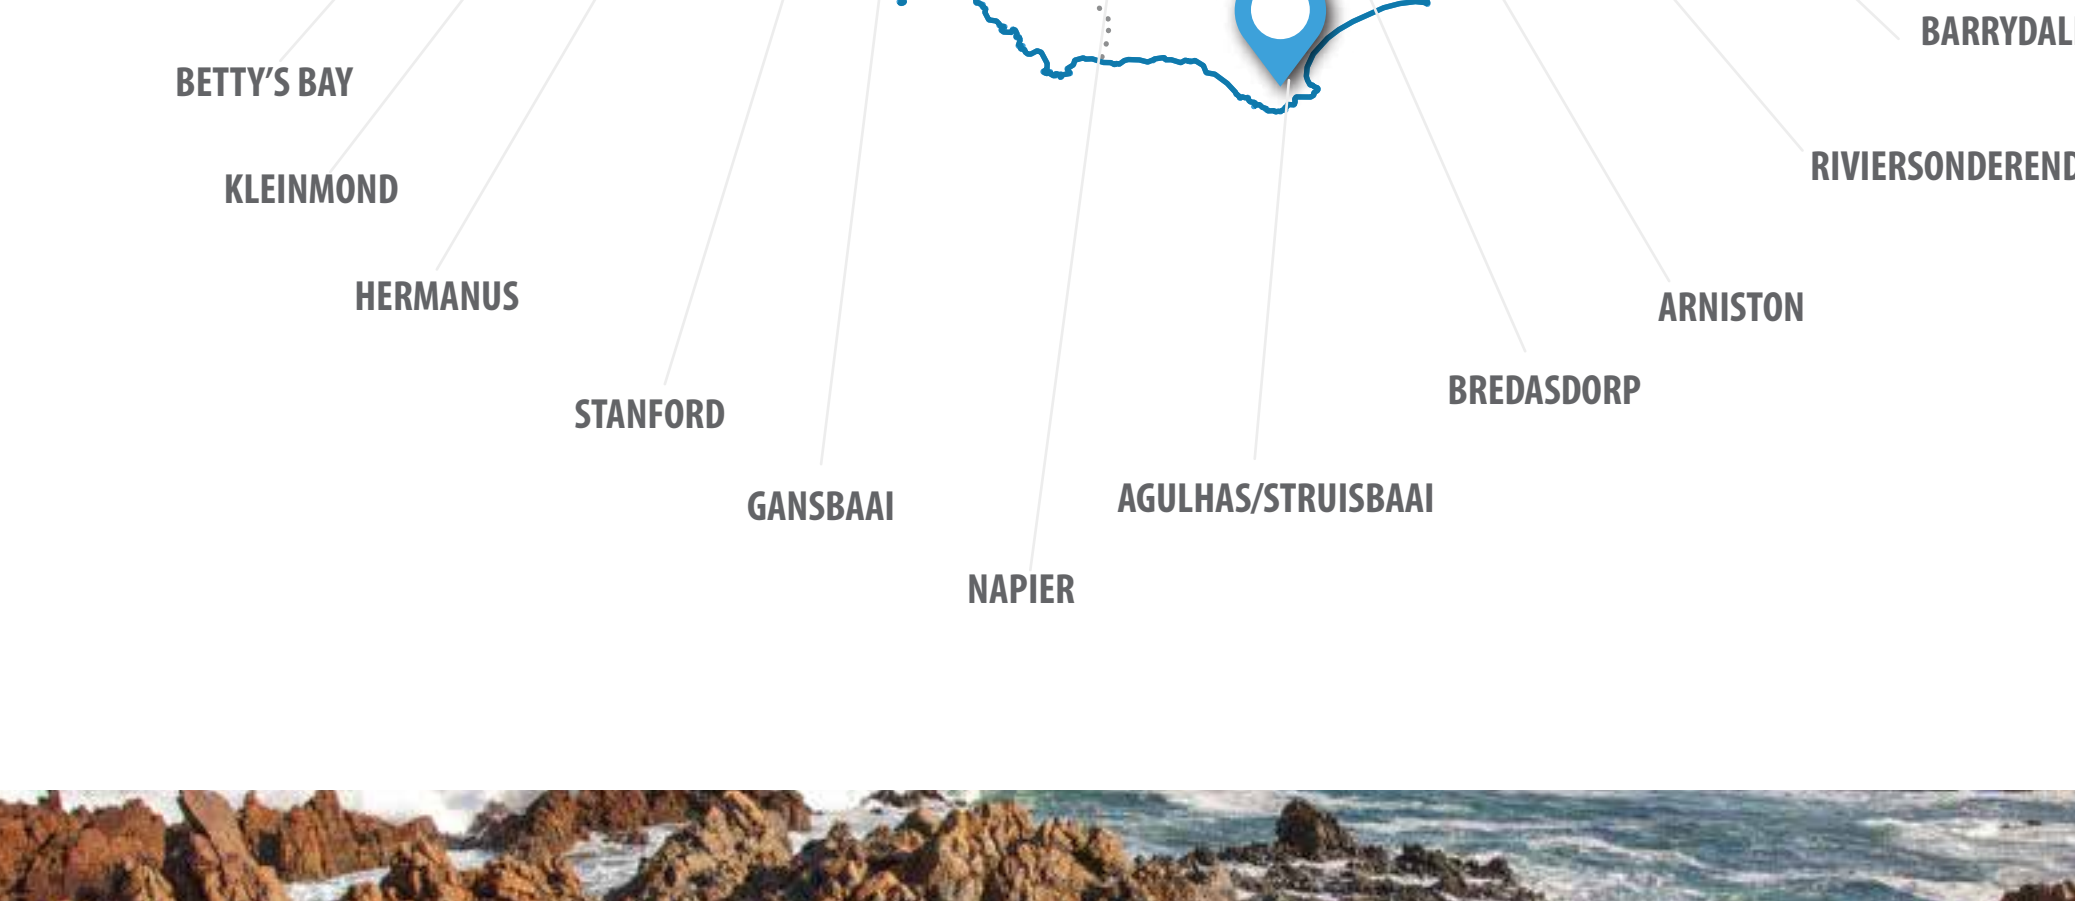 BARRYDAL
BETTY’S BAY
RIVIERSONDEREND
KLEINMOND
HERMANUS
ARNISTON
BREDASDORP
STANFORD
AGULHAS/STRUISBAAI
GANSBAAI
NAPIER